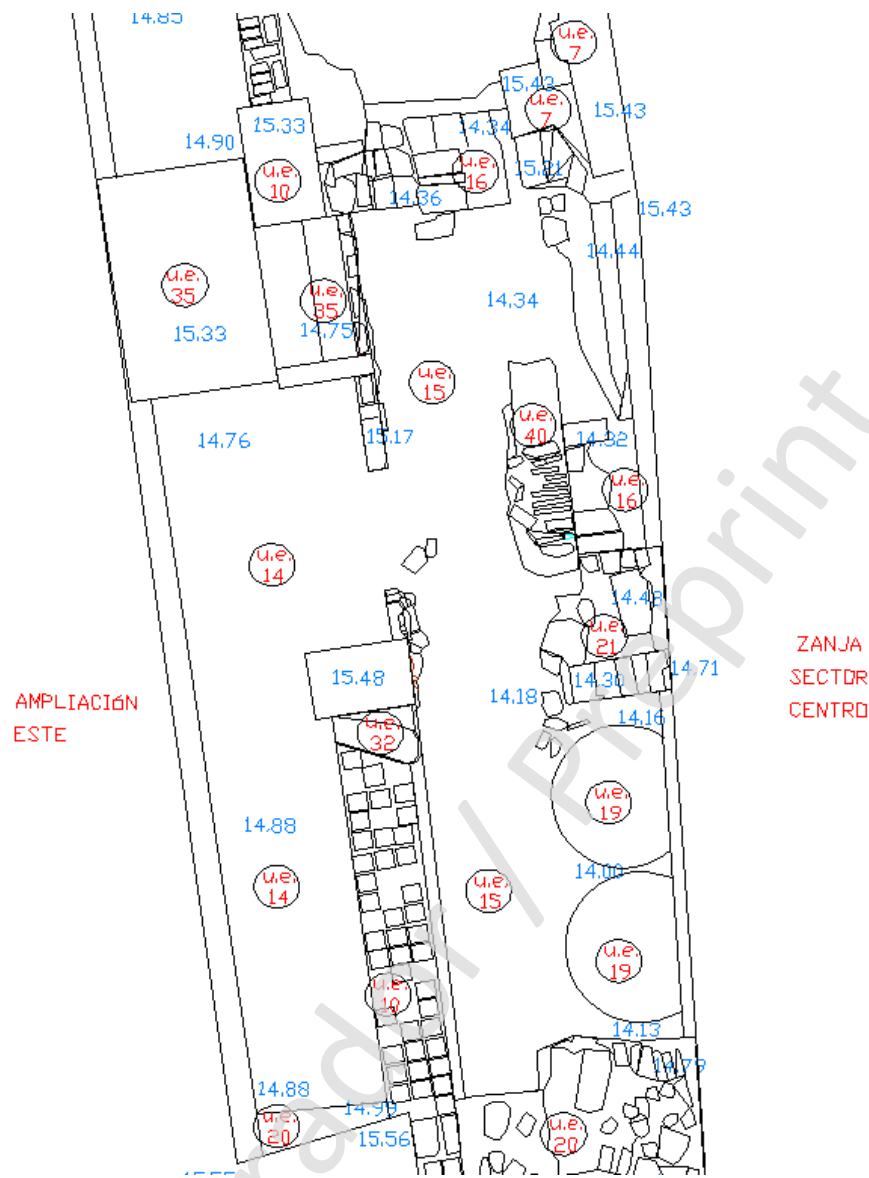 14.85
u.e.
7
15.43
u.e.
7
15.43
15.33
14.34
14.90
15.21
u.e.
10
u.e.
16
14.36
15.43
14.44
u.e.
35
u.e.
35
14.34
15.33
14.75
u.e.
15
u.e.
40
14.76
15.17
14.32
u.e.
16
u.e.
14
14.48
u.e.
21
ZANJA
SECTOR
CENTRO
15.48
14.30
14.71
14.18
AMPLIACIÓN
ESTE
14.16
u.e.
32
u.e.
19
14.88
14.00
u.e.
14
u.e.
15
u.e.
19
u.e.
10
14.13
14.79
14.88
14.99
u.e.
20
15.56
u.e.
20
rador / Preprint